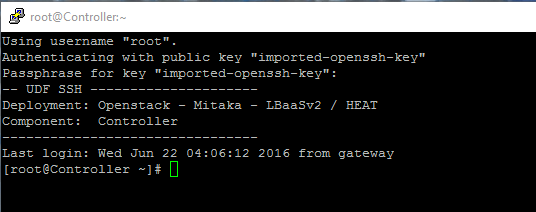 root@Controller:~
Using username "root".
Authenticating with public key "imported-openssh-key"
Passphrase for key "imported-openssh-key":
-- UDF SSH ---------------------
Deployment: Openstack - Mitaka - LBaaSv2 / HEAT
Component:  Controller
--------------------------------
Last login: Wed Jun 22 04:06:12 2016 from gateway
[root@Controller ~]#